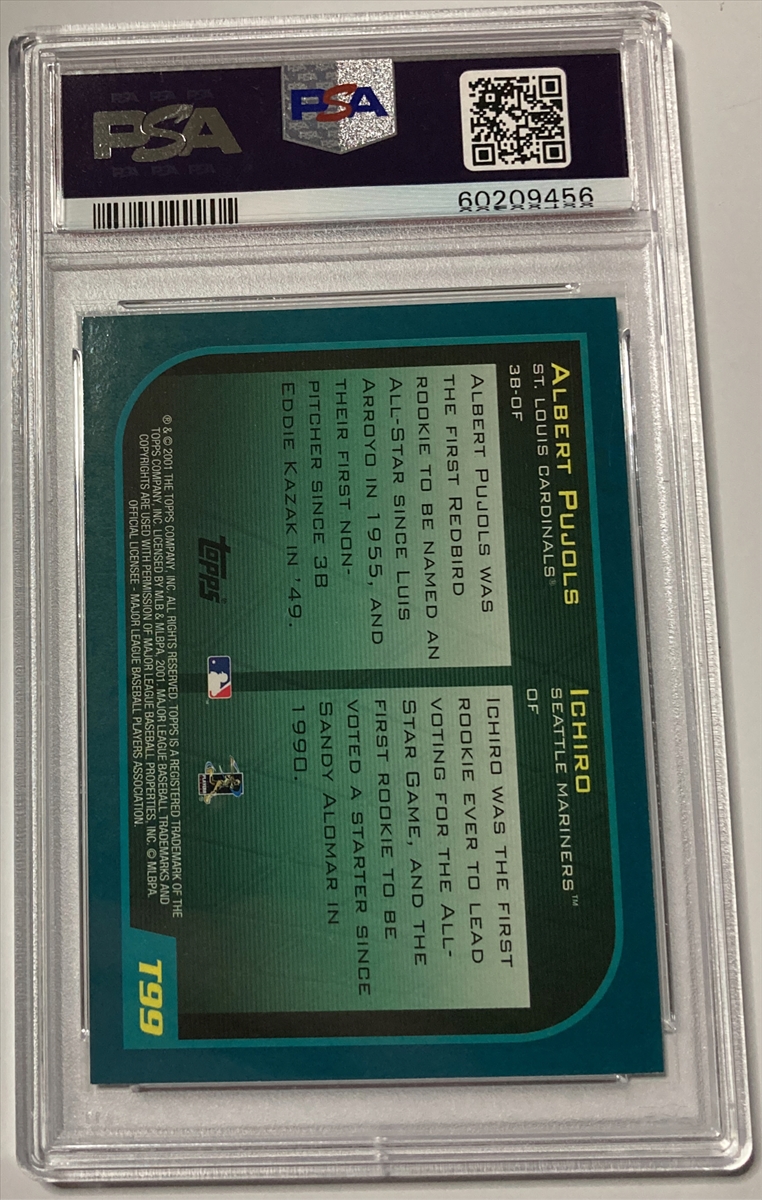 PSA
PSA
60209456
ALBERT PUJOLS
ST. LOUIS CARDINALS®
3B-OF
ALBERT PUJOLS WAS
THE FIRST REDBIRD
ROOKIE TO BE NAMED AN
ALL-STAR SINCE LUIS
ARROYO IN 1955, AND
THEIR FIRST NON-
PITCHER SINCE 3B
EDDIE KAZAK IN '49.
ICHIRO
SEATTLE MARINERS™
OF
ICHIRO WAS THE FIRST
ROOKIE EVER TO LEAD
VOTING FOR THE ALL-
STAR GAME, AND THE
FIRST ROOKIE TO BE
VOTED A STARTER SINCE
SANDY ALOMAR IN
1990.
topps®
® & © 2001 THE TOPPS COMPANY, INC. ALL RIGHTS RESERVED. TOPPS IS A REGISTERED TRADEMARK OF THE
TOPPS COMPANY, INC. LICENSED BY MLB & MLBPA, 2001. MAJOR LEAGUE BASEBALL TRADEMARKS AND
COPYRIGHTS ARE USED WITH PERMISSION OF MAJOR LEAGUE BASEBALL PROPERTIES, INC. © MLBPA.
OFFICIAL LICENSEE - MAJOR LEAGUE BASEBALL PLAYERS ASSOCIATION.
T99